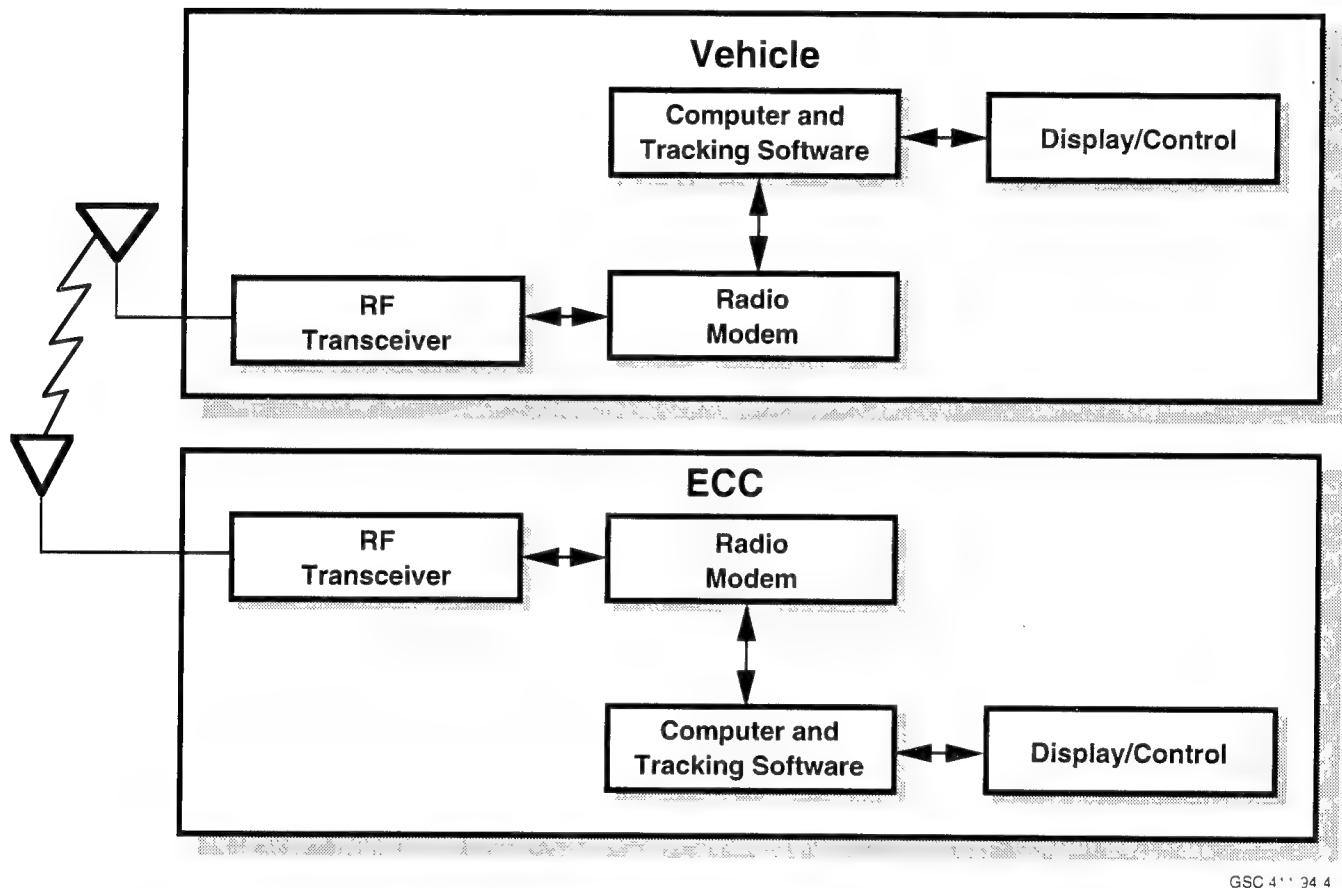 Vehicle
Computer and
Tracking Software
Display/Control
RF
Transceiver
Radio
Modem
ECC
RF
Transceiver
Radio
Modem
Computer and
Tracking Software
Display/Control
GSC